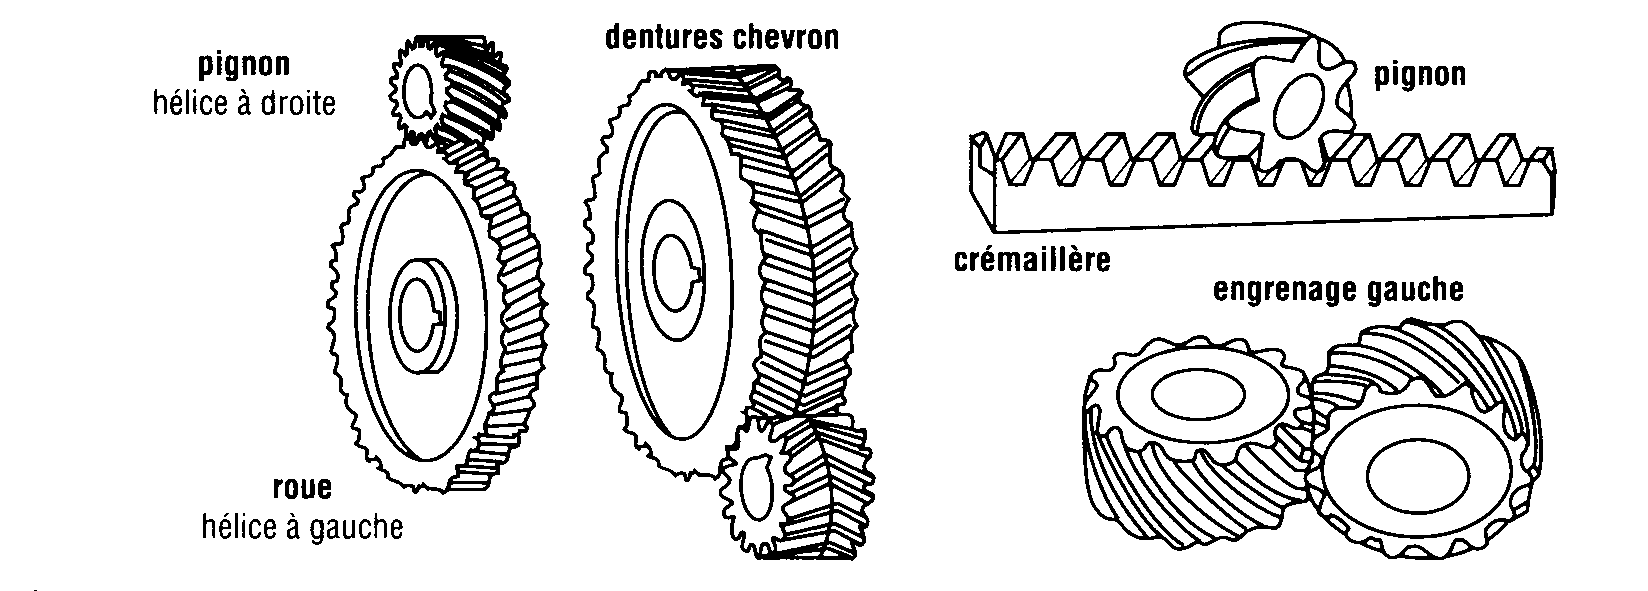 pignon
hélice à droite
roue
hélice à gauche
dentures chevron
pignon
crémaillère
engrenage gauche